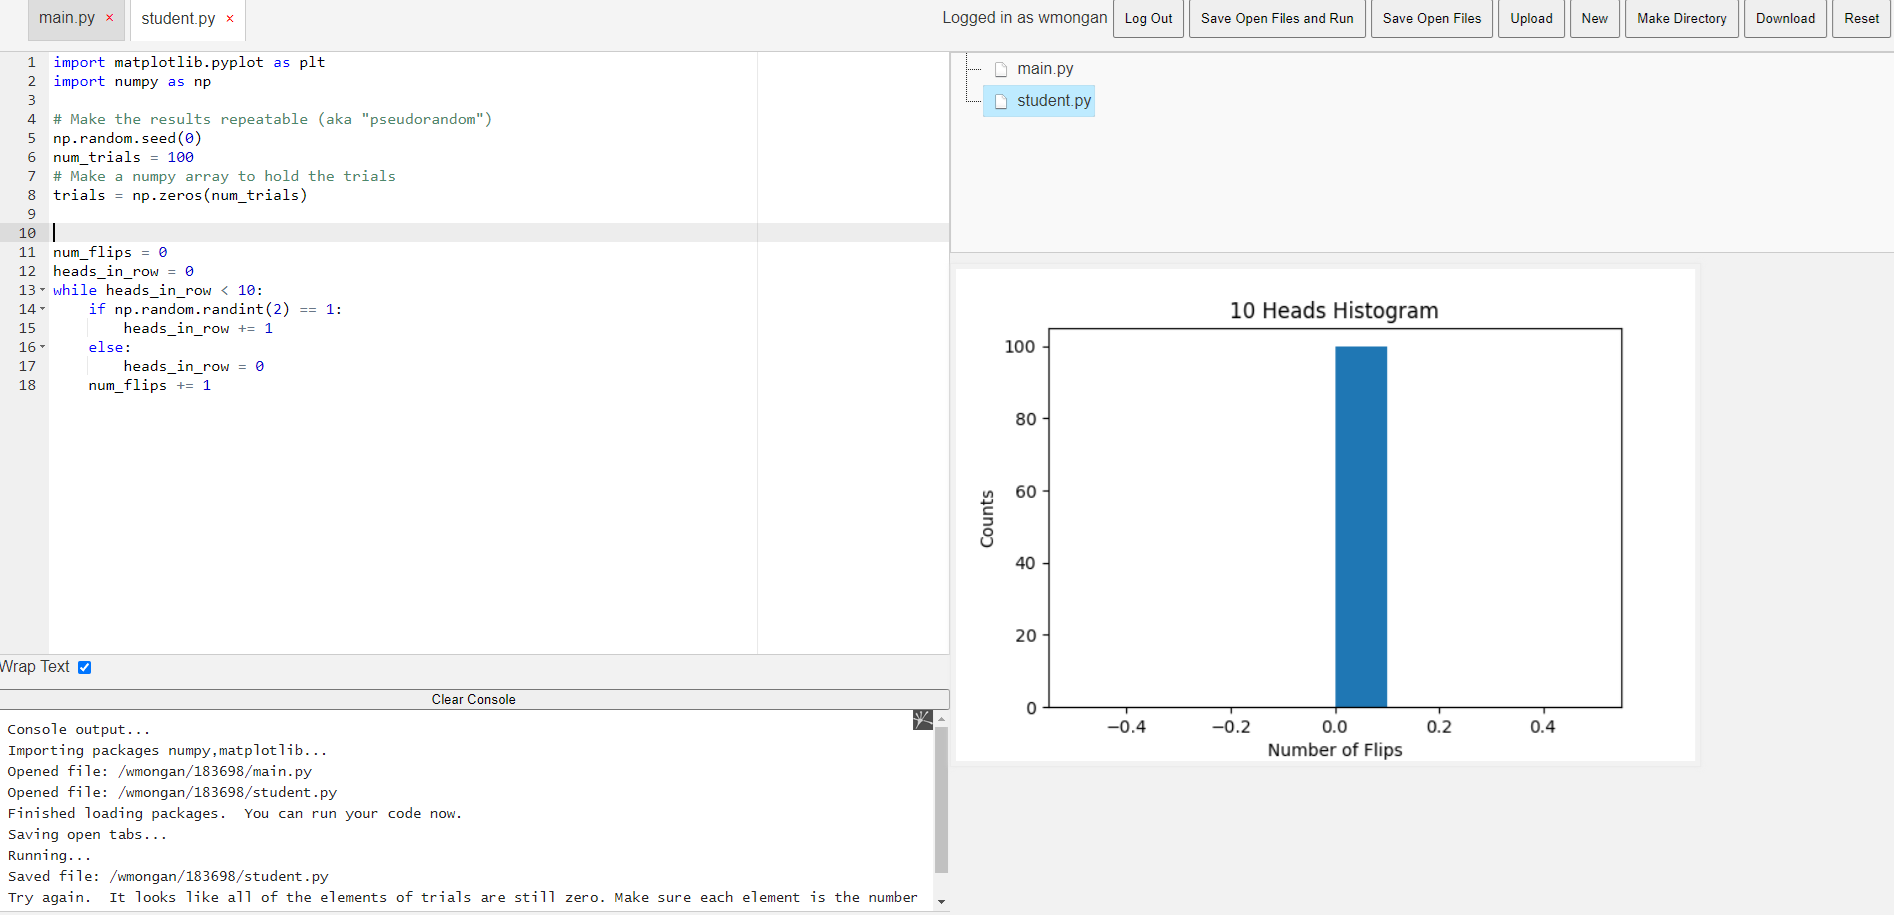 main.py ×
student.py ×
Logged in as wmongan
Log Out
Save Open Files and Run
Save Open Files
Upload
New
Make Directory
Download
Reset
1 import matplotlib.pyplot as plt
2 import numpy as np
3
4 # Make the results repeatable (aka "pseudorandom")
5 np.random.seed(0)
6 num_trials = 100
7 # Make a numpy array to hold the trials
8 trials = np.zeros(num_trials)
9
10
11 num_flips = 0
12 heads_in_row = 0
13 while heads_in_row < 10:
14     if np.random.randint(2) == 1:
15         heads_in_row += 1
16     else:
17         heads_in_row = 0
18     num_flips += 1
Wrap Text
Clear Console
Console output...
Importing packages numpy,matplotlib...
Opened file: /wmongan/183698/main.py
Opened file: /wmongan/183698/student.py
Finished loading packages.  You can run your code now.
Saving open tabs...
Running...
Saved file: /wmongan/183698/student.py
Try again.  It looks like all of the elements of trials are still zero. Make sure each element is the number
main.py
student.py
10 Heads Histogram
100
80
60
40
20
0
Counts
−0.4 −0.2 0.0 0.2 0.4
Number of Flips